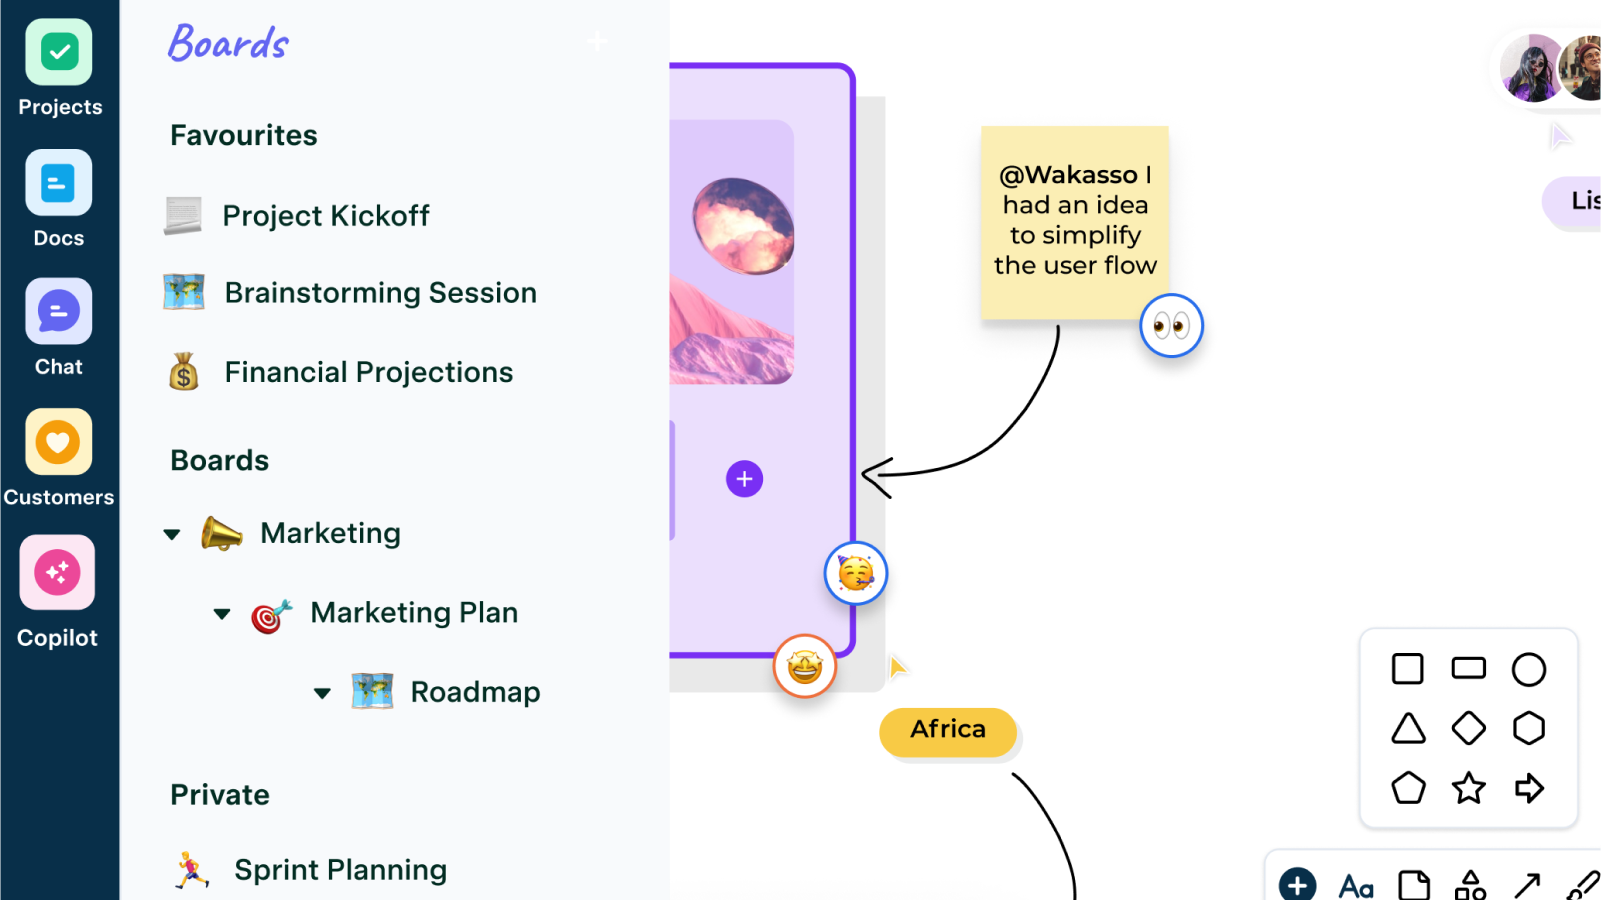 Projects
Docs
Chat
Customers
Copilot
Boards
Favourites
Project Kickoff
Brainstorming Session
Financial Projections
Boards
Marketing
Marketing Plan
Roadmap
Private
Sprint Planning
@Wakasso I
had an idea
to simplify
the user flow
Africa
Lis
Aa